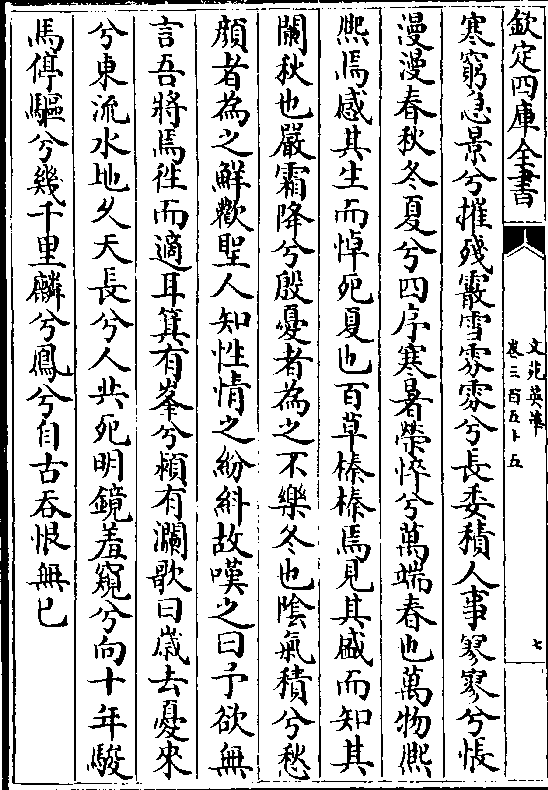 欽定四庫全書
文苑英華
卷三百五十五
七
寒窮急景兮摧殘霰雪雰雰兮長委積人事寥寥兮悵
漫漫春秋冬夏兮四序寒暑榮悴兮萬端春也萬物熙
熙焉感其生而悼死夏也百草榛榛焉見其盛而知其
闌秋也嚴霜降兮殷憂者為之不樂冬也陰氣積兮愁
顔者為之鮮歡聖人知性情之紛糾故嘆之曰予欲無
言吾將焉徃而適耳箕有峯兮頴有瀾歌曰歲去憂來
兮東流水地乆天長兮人共死明鏡羞窺兮向十年駿
馬停驅兮幾千里麟兮鳳兮自古吞恨無已